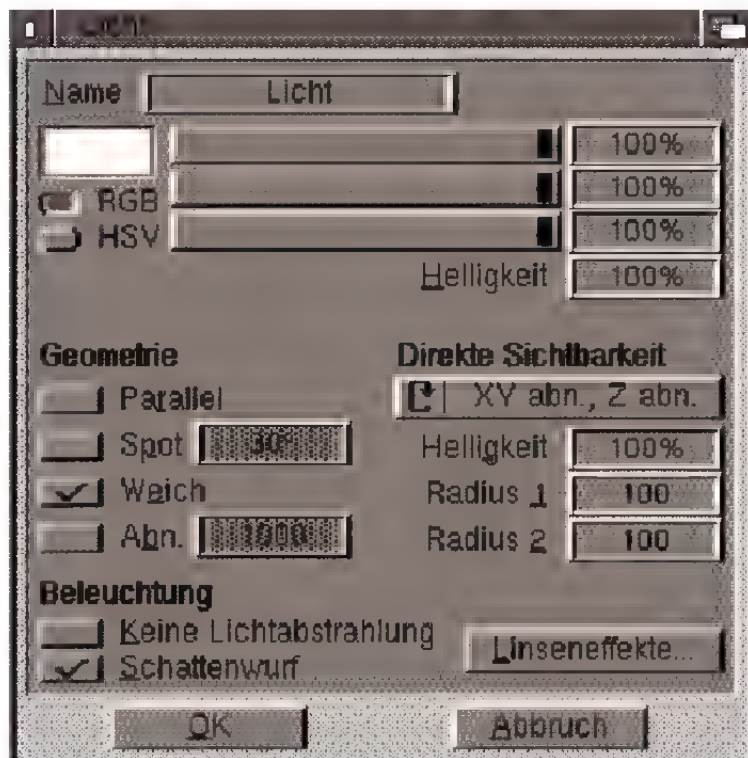 Licht
Name Licht
100%
RGB 100%
HSV 100%
Helligkeit 100%
Geometrie
Parallel
Spot 30°
Weich
Abn. 1000
Direkte Sichtbarkeit
XY abn., Z abn.
Helligkeit 100%
Radius 1 100
Radius 2 100
Beleuchtung
Keine Lichtabstrahlung
Schattenwurf
Linseneffekte...
OK Abbruch